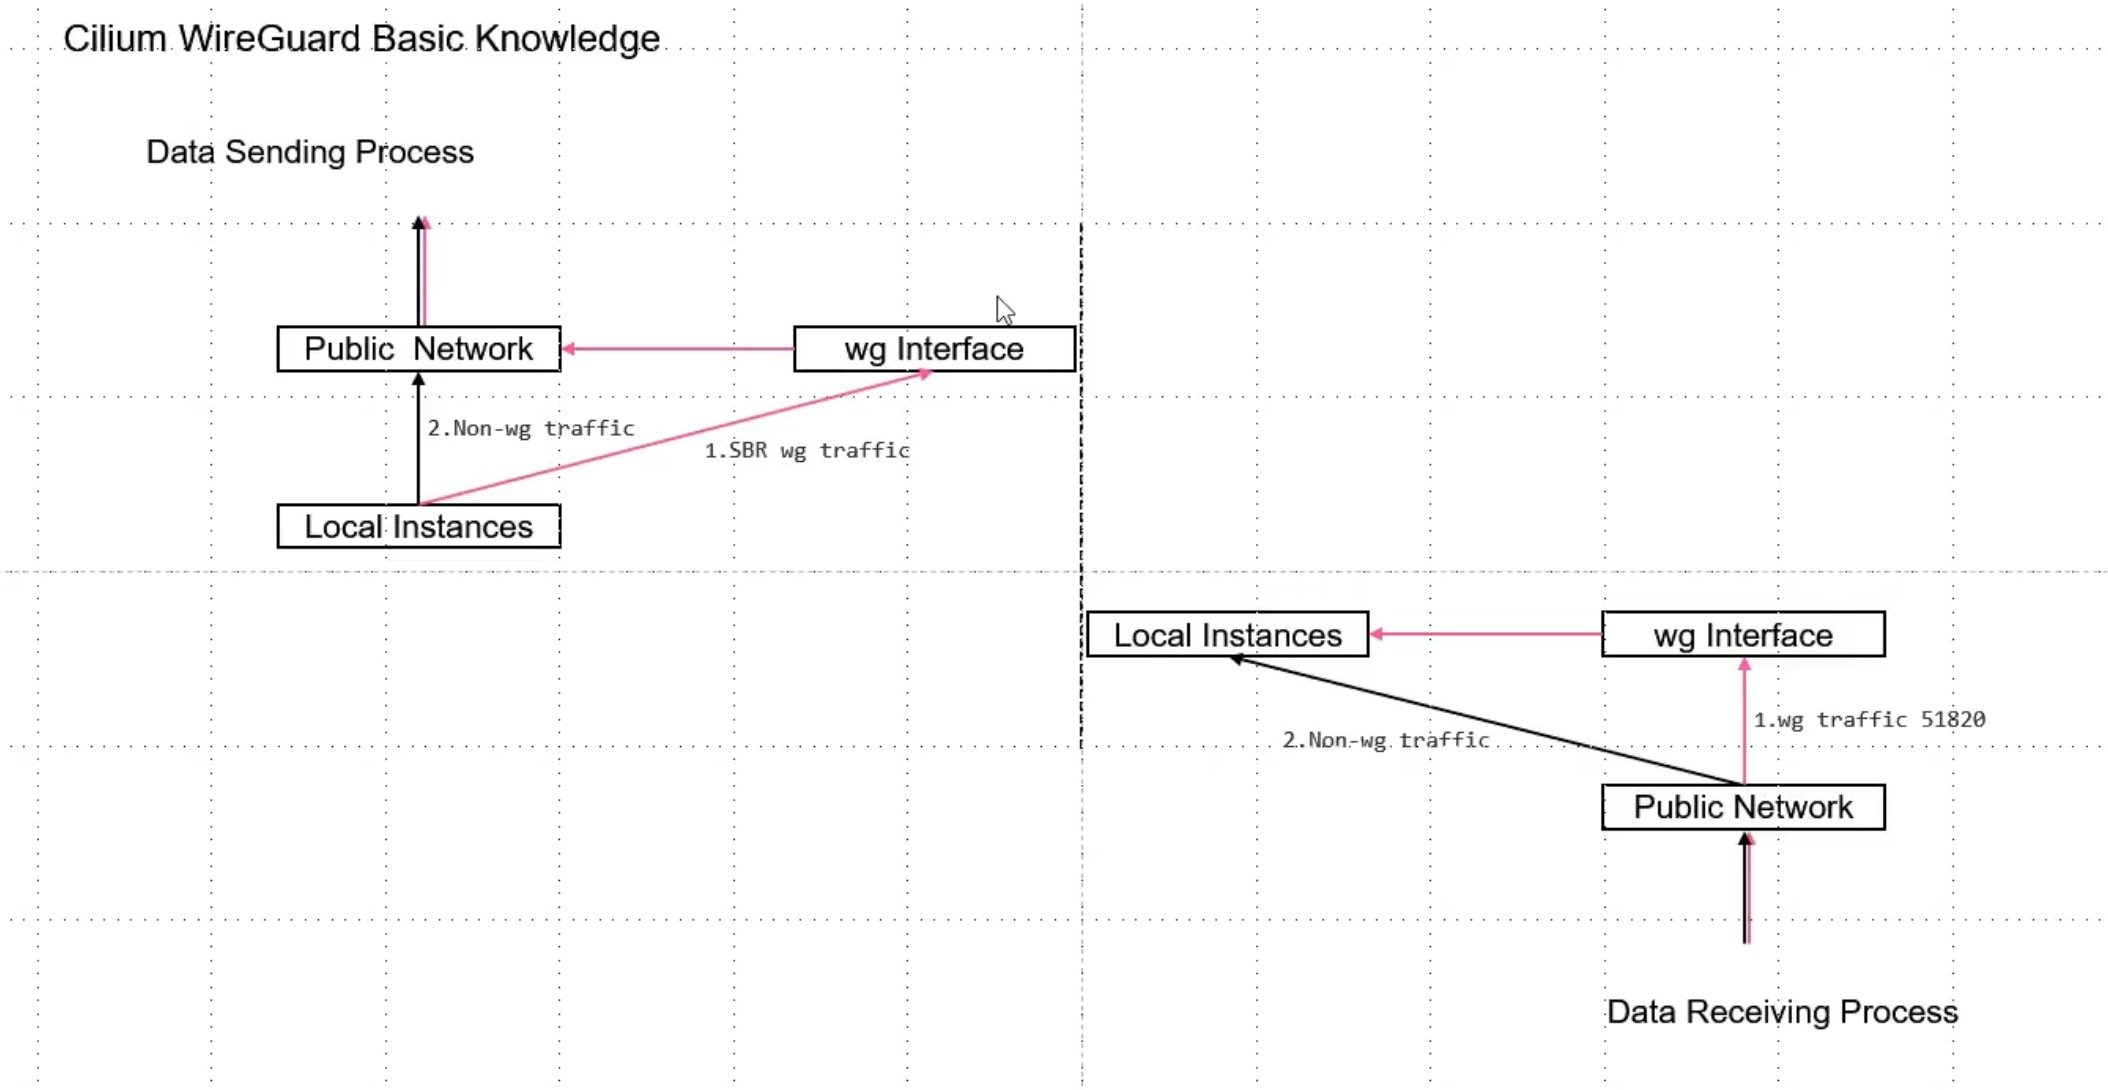 Cilium WireGuard Basic Knowledge
Data Sending Process
Public  Network
wg Interface
2.Non-wg traffic
1.SBR wg traffic
Local Instances
Local Instances
wg Interface
1.wg traffic 51820
2.Non-wg traffic
Public Network
Data Receiving Process